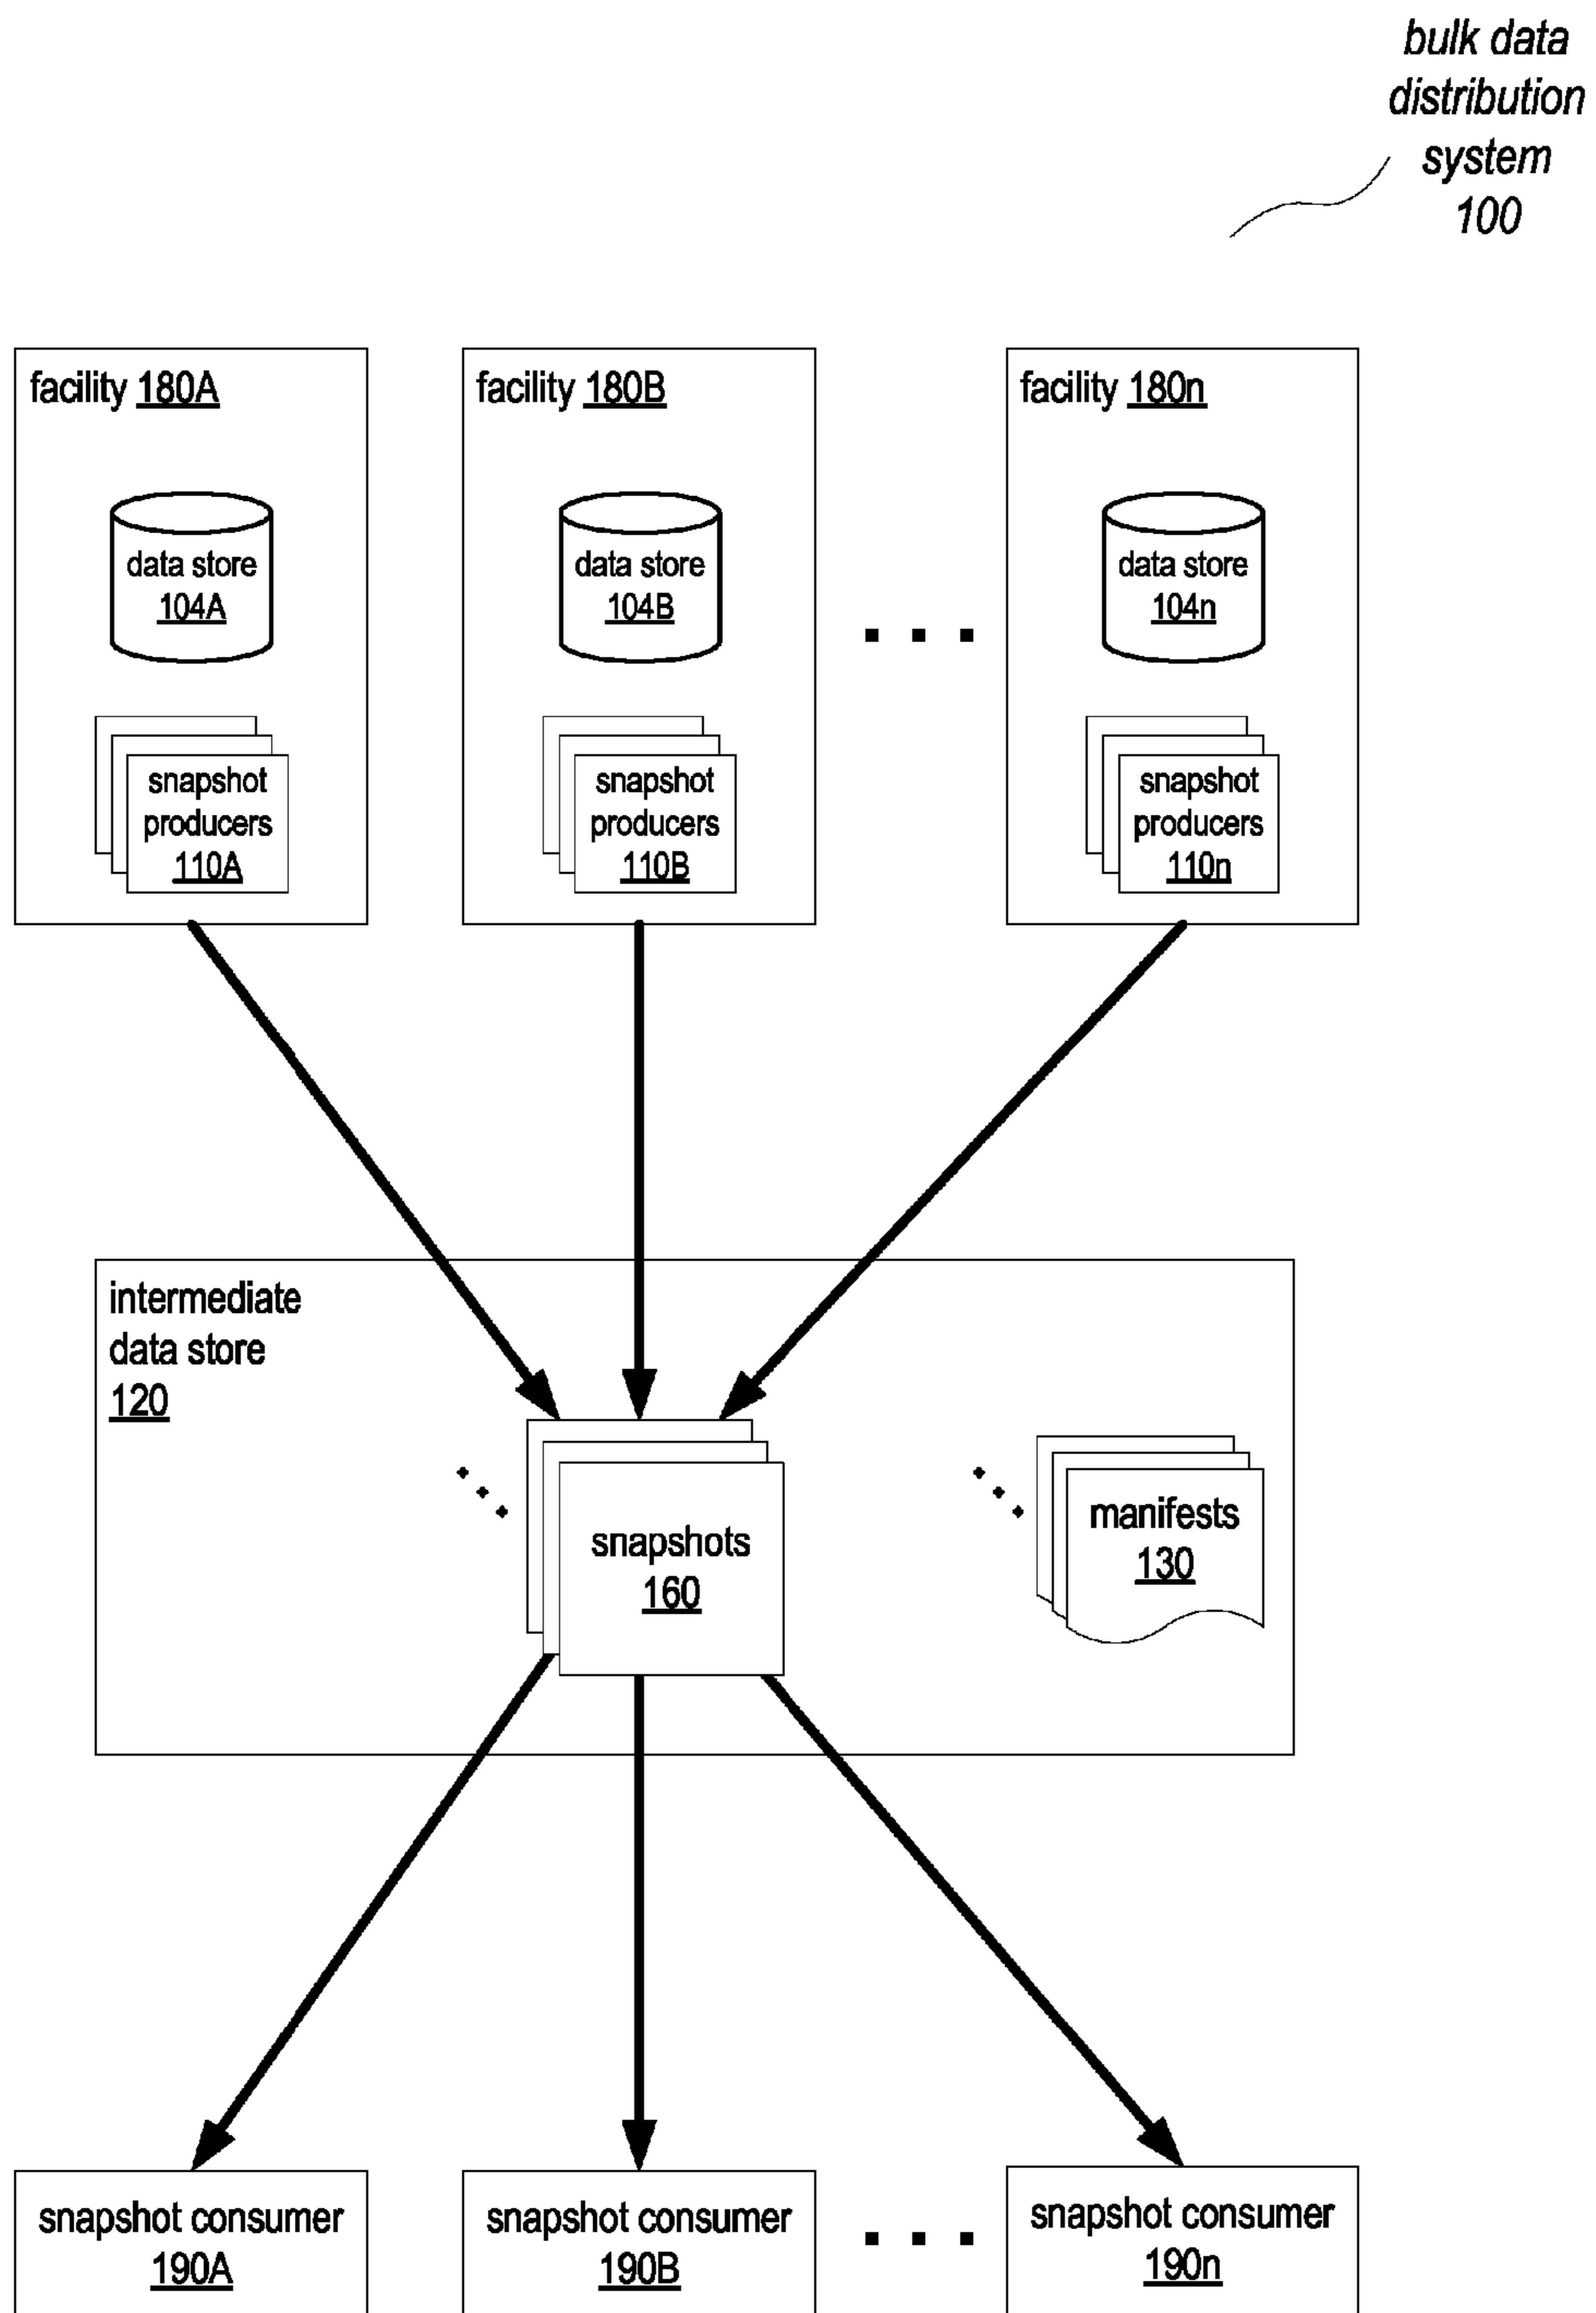 bulk data
distribution
system
100
facility 180A
data store
104A
snapshot
producers
110A
facility 180B
data store
104B
snapshot
producers
110B
facility 180n
data store
104n
snapshot
producers
110n
intermediate
data store
120
snapshots
160
manifests
130
snapshot consumer
190A
snapshot consumer
190B
snapshot consumer
190n